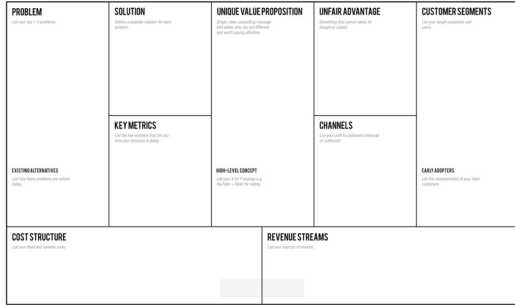 PROBLEM
List your top 1-3 problems.
EXISTING ALTERNATIVES
List how these problems are solved
today.
SOLUTION
Outline a possible solution for each
problem.
KEY METRICS
List the key numbers that tell you
how your business is doing.
UNIQUE VALUE PROPOSITION
Single, clear, compelling message
that states why you are different
and worth paying attention.
HIGH-LEVEL CONCEPT
List your X for Y analogy e.g.
YouTube = Flickr for videos.
UNFAIR ADVANTAGE
Something that cannot easily be
bought or copied.
CHANNELS
List your path to customers (inbound
or outbound).
CUSTOMER SEGMENTS
List your target customers and
users.
EARLY ADOPTERS
List the characteristics of your ideal
customers.
COST STRUCTURE
List your fixed and variable costs.
REVENUE STREAMS
List your sources of revenue.